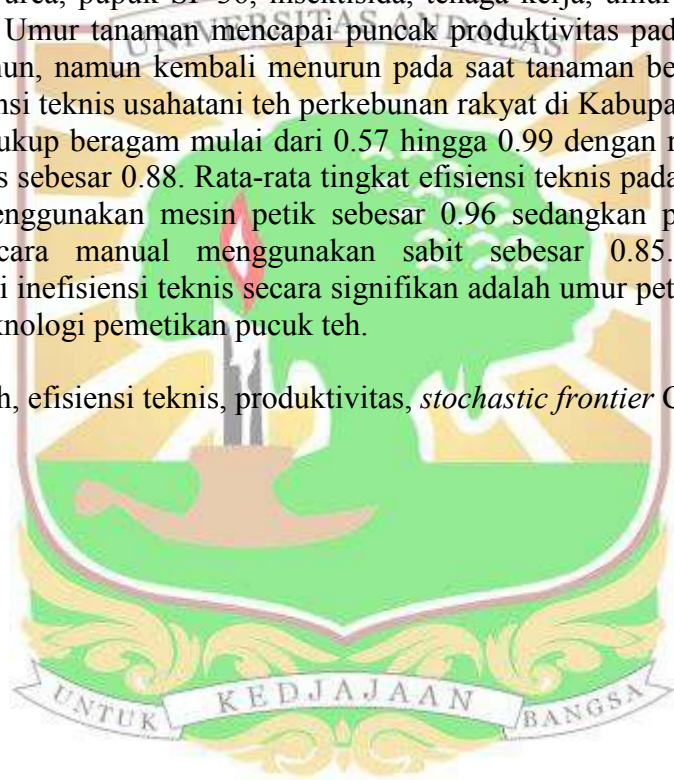 urea, pupuk SP 36, insektisida, tenaga kerja, umur
Umur tanaman mencapai puncak produktivitas pad
UNIVERSITAS ANDALAS
un, namun kembali menurun pada saat tanaman be
nsi teknis usahatani teh perkebunan rakyat di Kabupa
ukup beragam mulai dari 0.57 hingga 0.99 dengan
s sebesar 0.88. Rata-rata tingkat efisiensi teknis pada
enggunakan mesin petik sebesar 0.96 sedangkan p
cara manual menggunakan sabit sebesar 0.85.
i inefisiensi teknis secara signifikan adalah umur pet
knologi pemetikan pucuk teh.
h, efisiensi teknis, produktivitas, stochastic frontier
UNTUK KEDJAJAAN BANGSA